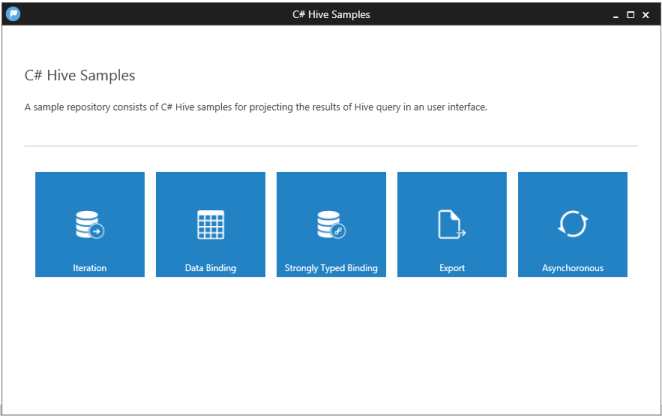 C# Hive Samples
C# Hive Samples
A sample repository consists of C# Hive samples for projecting the results of Hive query in an user interface.
Iteration
Data Binding
Strongly Typed Binding
Export
Asynchoronous